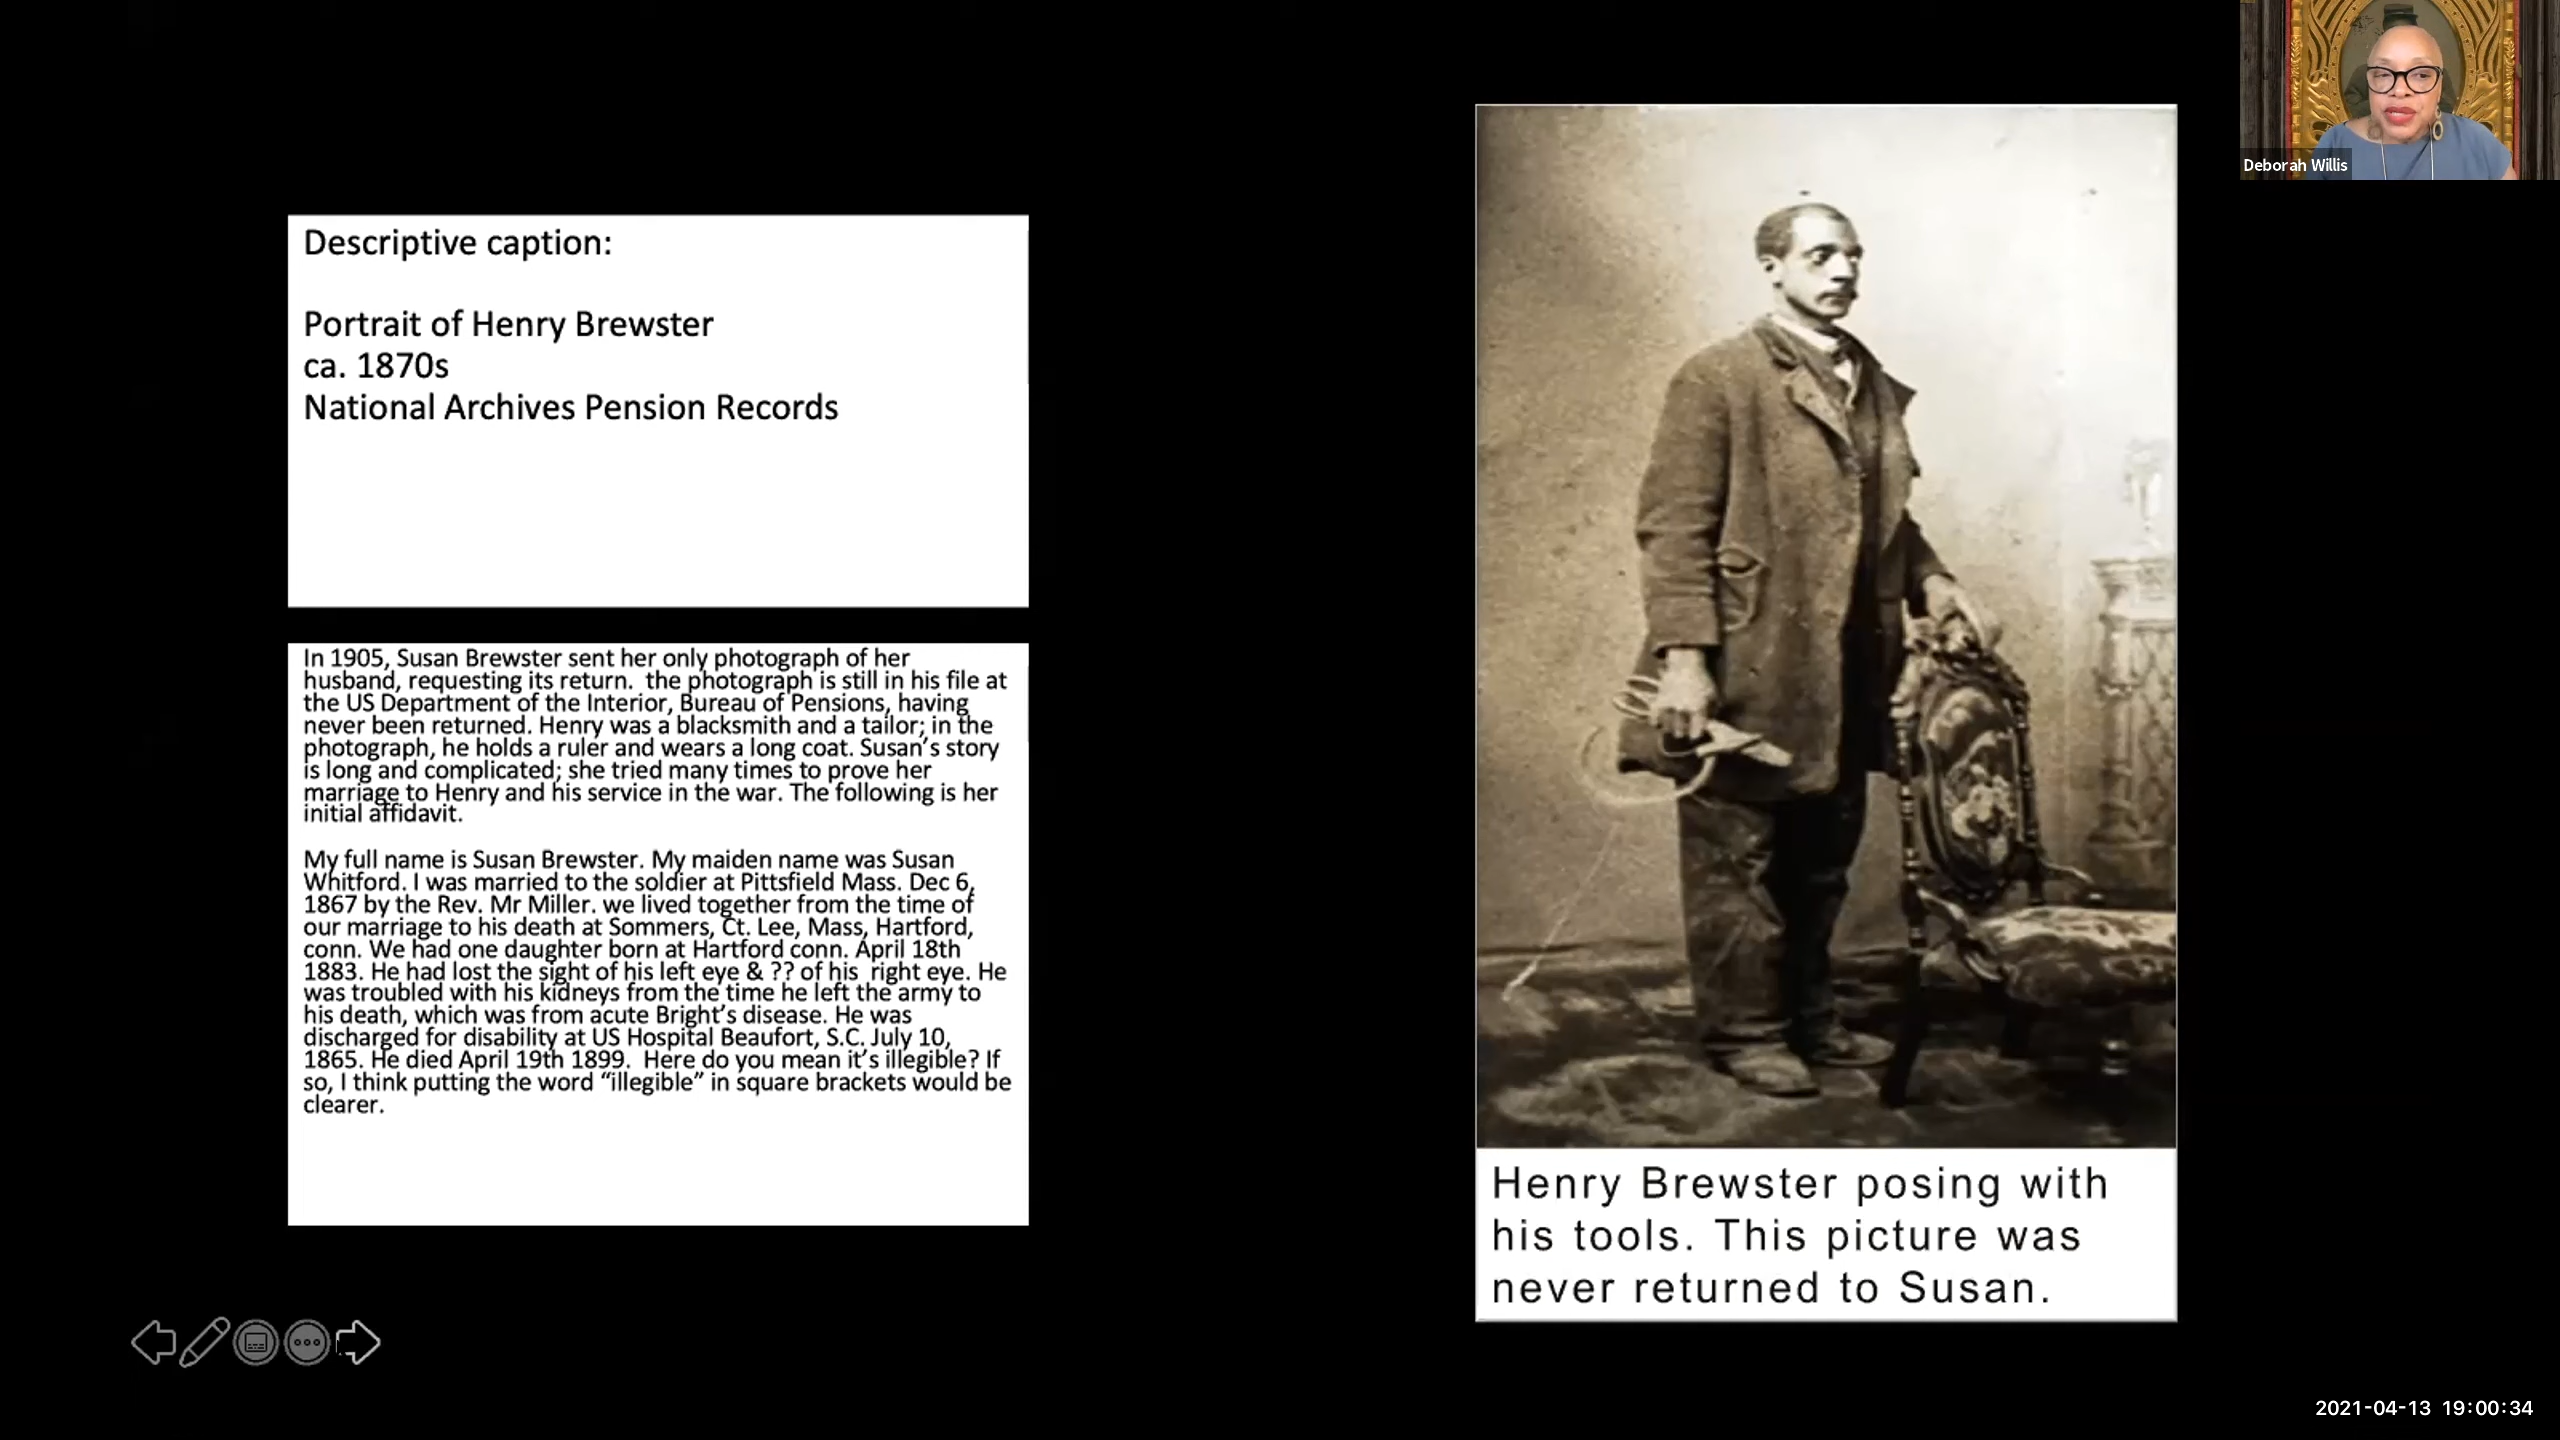 Deborah Willis
Descriptive caption:
Portrait of Henry Brewster
ca. 1870s
National Archives Pension Records
In 1905, Susan Brewster sent her only photograph of her
husband, requesting its return.  the photograph is still in his file at
the US Department of the Interior, Bureau of Pensions, having
never been returned. Henry was a blacksmith and a tailor; in the
photograph, he holds a ruler and wears a long coat. Susan’s story
is long and complicated; she tried many times to prove her
marriage to Henry and his service in the war. The following is her
initial affidavit.
My full name is Susan Brewster. My maiden name was Susan
Whitford. I was married to the soldier at Pittsfield Mass. Dec 6,
1867 by the Rev. Mr Miller. we lived together from the time of
our marriage to his death at Sommers, Ct. Lee, Mass, Hartford,
conn. We had one daughter born at Hartford conn. April 18th
1883. He had lost the sight of his left eye & ?? of his  right eye. He
was troubled with his kidneys from the time he left the army to
his death, which was from acute Bright’s disease. He was
discharged for disability at US Hospital Beaufort, S.C. July 10,
1865. He died April 19th 1899.  Here do you mean it’s illegible? If
so, I think putting the word “illegible” in square brackets would be
clearer.
Henry Brewster posing with
his tools. This picture was
never returned to Susan.
2021-04-13 19:00:34